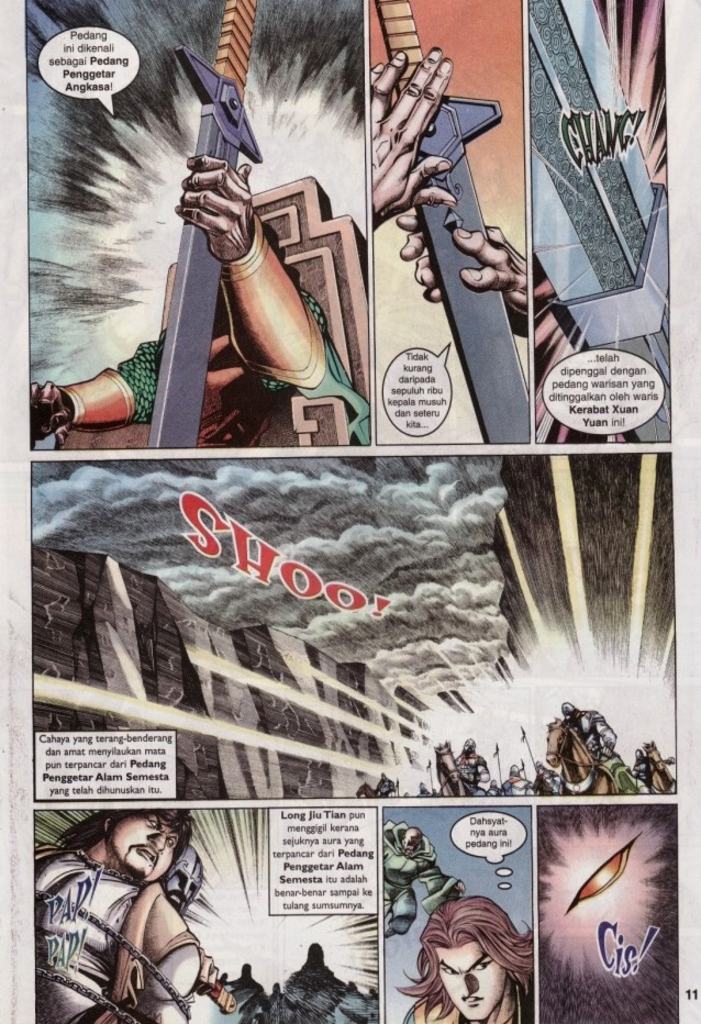 Pedang
ini dikenali
sebagai Pedang
Penggetar
Angkasa!
Tidak
kurang
daripada
sepuluh ribu
kepala musuh
dan seteru
kita...
CHANG!
...telah
dipenggal dengan
pedang warisan yang
ditinggalkan oleh waris
Kerabat Xuan
Yuan ini!
SHOO!
Cahaya yang terang-benderang
dan amat menyilaukan mata
pun terpancar dari Pedang
Penggetar Alam Semesta
yang telah dihunuskan itu.
Long Jiu Tian pun
menggigil kerana
sejuknya aura yang
terpancar dari Pedang
Penggetar Alam
Semesta itu adalah
benar-benar sampai ke
tulang sumsumnya.
PAP!
PAP!
Dahsyat-
nya aura
pedang ini!
Cis!
11